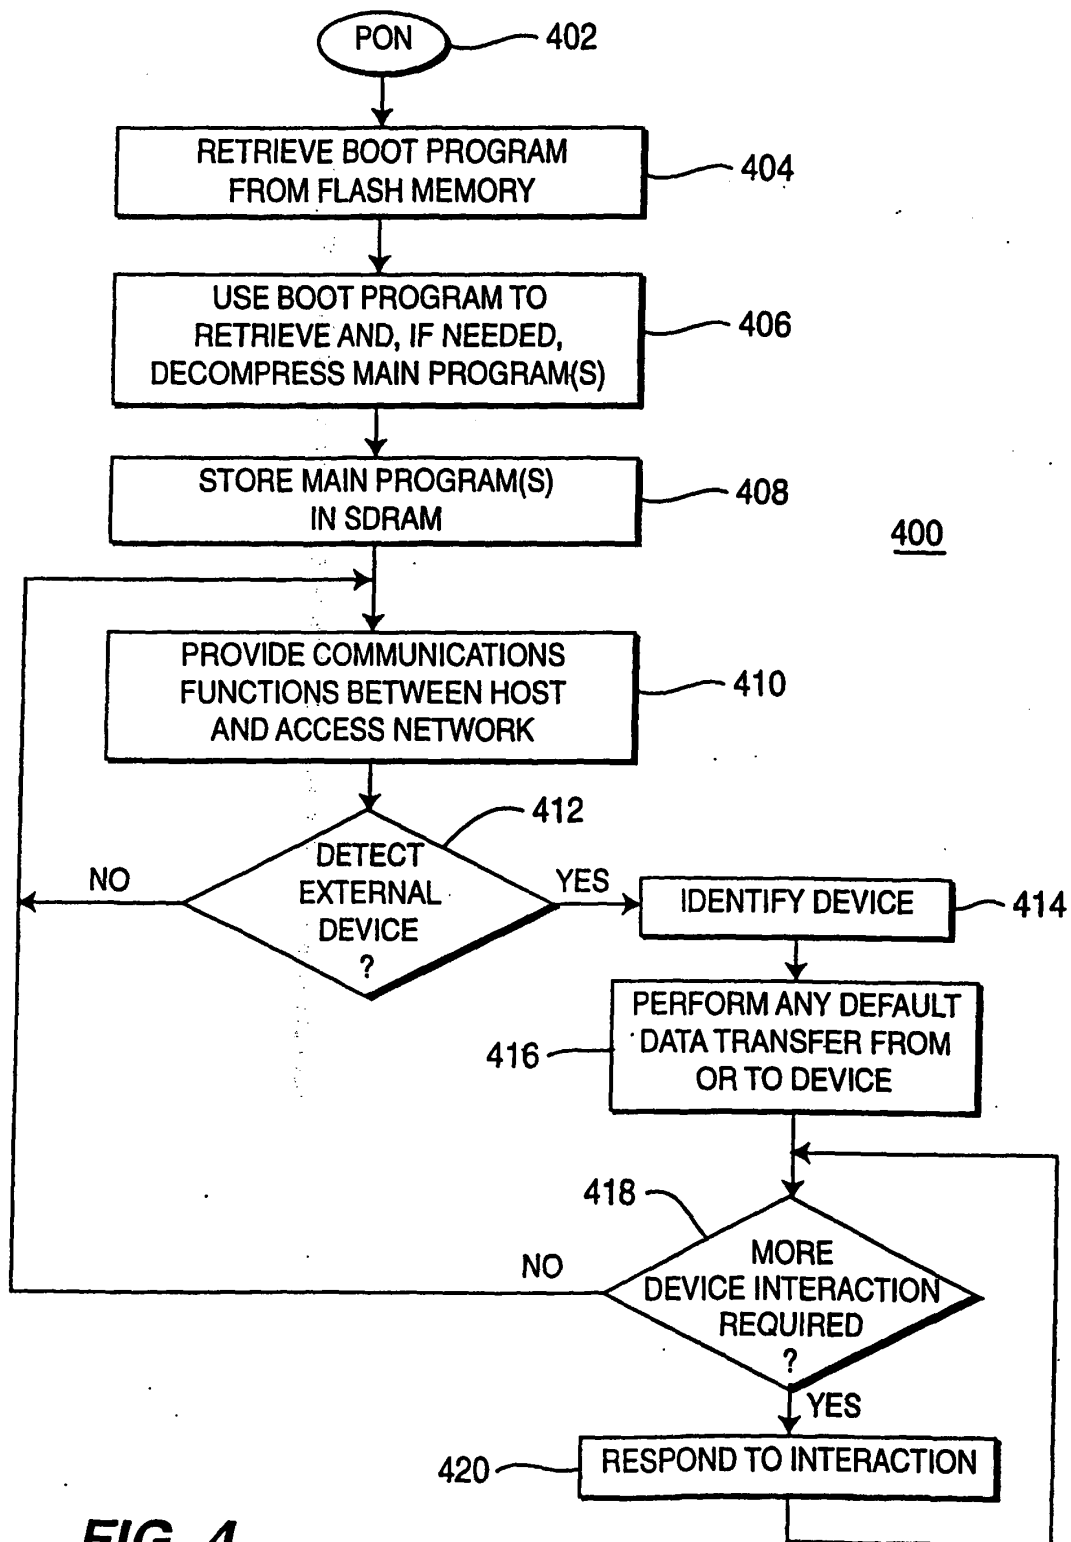 PON
402
RETRIEVE BOOT PROGRAM
FROM FLASH MEMORY
404
USE BOOT PROGRAM TO
RETRIEVE AND, IF NEEDED,
DECOMPRESS MAIN PROGRAM(S)
406
STORE MAIN PROGRAM(S)
IN SDRAM
408
400
PROVIDE COMMUNICATIONS
FUNCTIONS BETWEEN HOST
AND ACCESS NETWORK
410
412
DETECT
EXTERNAL
DEVICE
?
NO
YES
IDENTIFY DEVICE
414
PERFORM ANY DEFAULT
DATA TRANSFER FROM
OR TO DEVICE
416
418
MORE
DEVICE INTERACTION
REQUIRED
?
NO
YES
RESPOND TO INTERACTION
420
FIG. 4